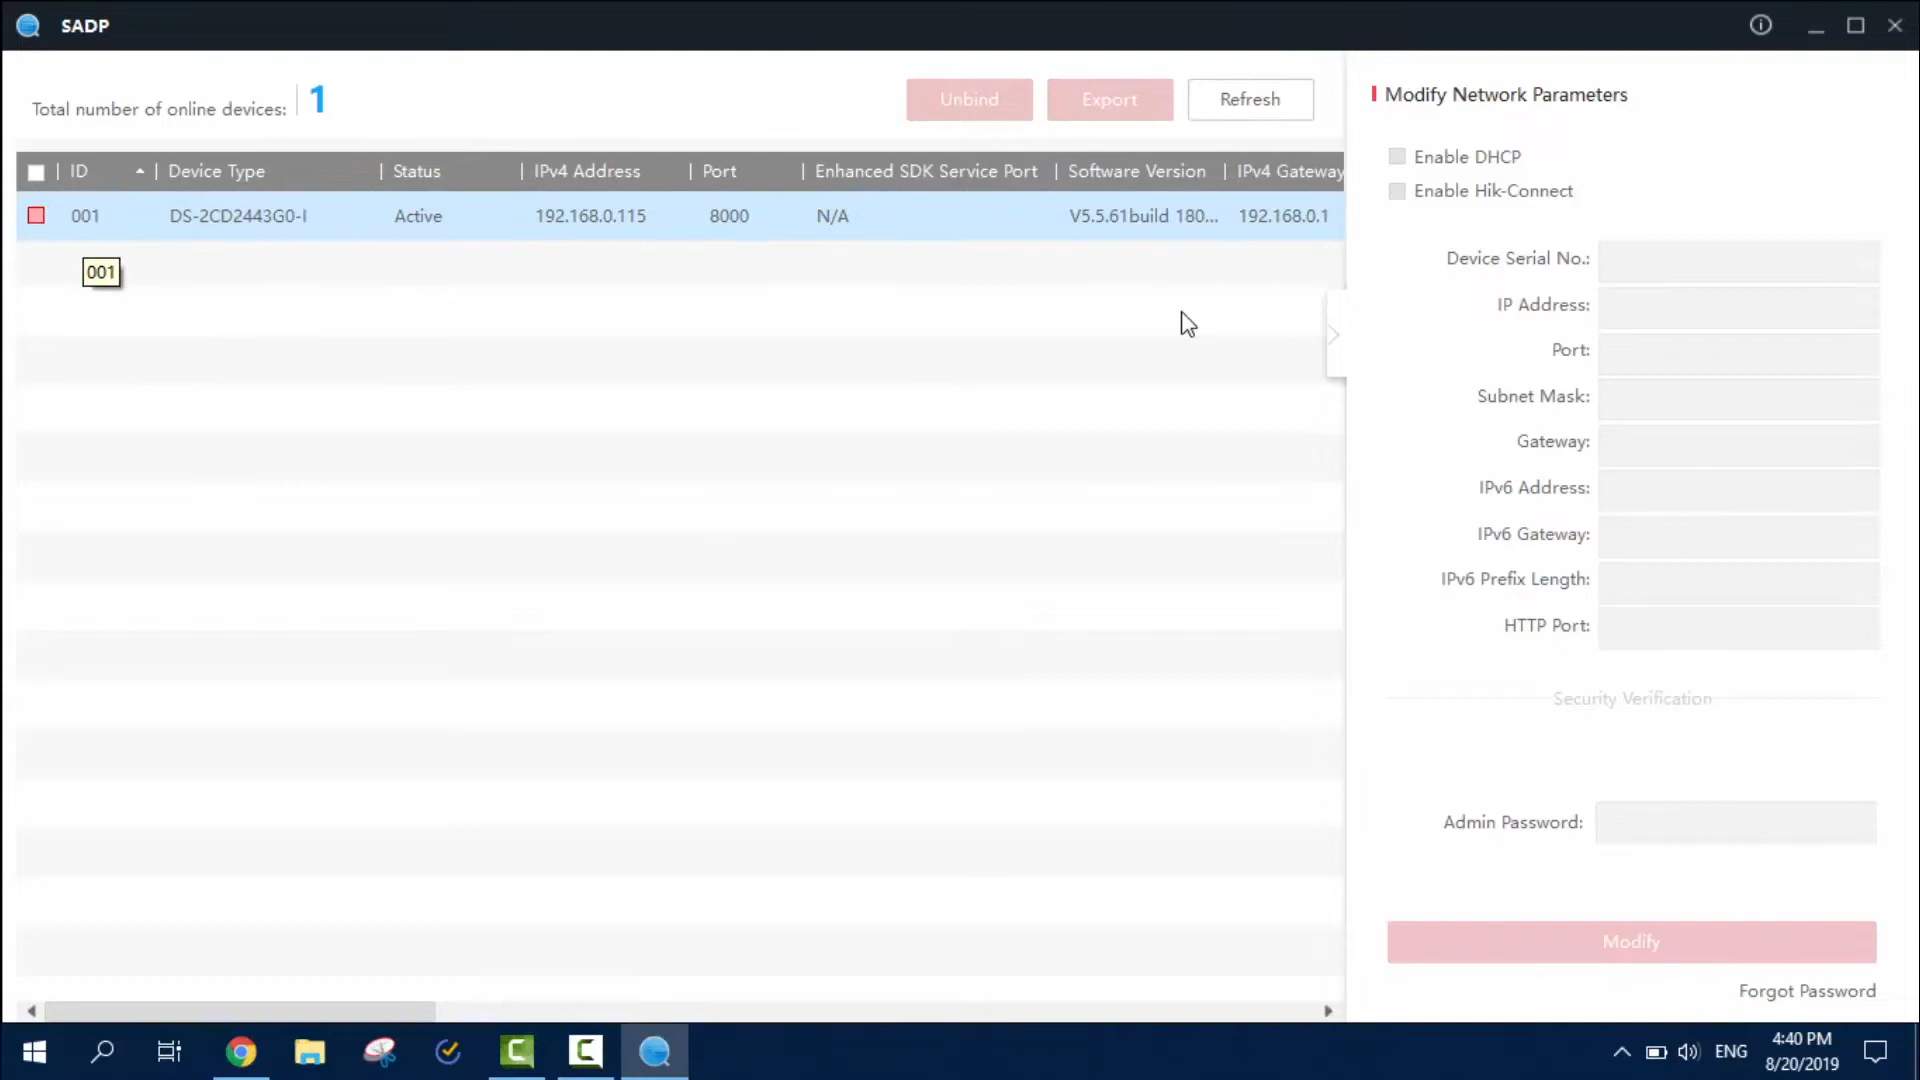 SADP
Total number of online devices: 1
Unbind
Export
Refresh
ID
Device Type
Status
IPv4 Address
Port
Enhanced SDK Service Port
Software Version
IPv4 Gateway
001
DS-2CD2443G0-I
Active
192.168.0.115
8000
N/A
V5.5.61build 180...
192.168.0.1
001
Modify Network Parameters
Enable DHCP
Enable Hik-Connect
Device Serial No.:
IP Address:
Port:
Subnet Mask:
Gateway:
IPv6 Address:
IPv6 Gateway:
IPv6 Prefix Length:
HTTP Port:
Security Verification
Admin Password:
Modify
Forgot Password
ENG
4:40 PM
8/20/2019